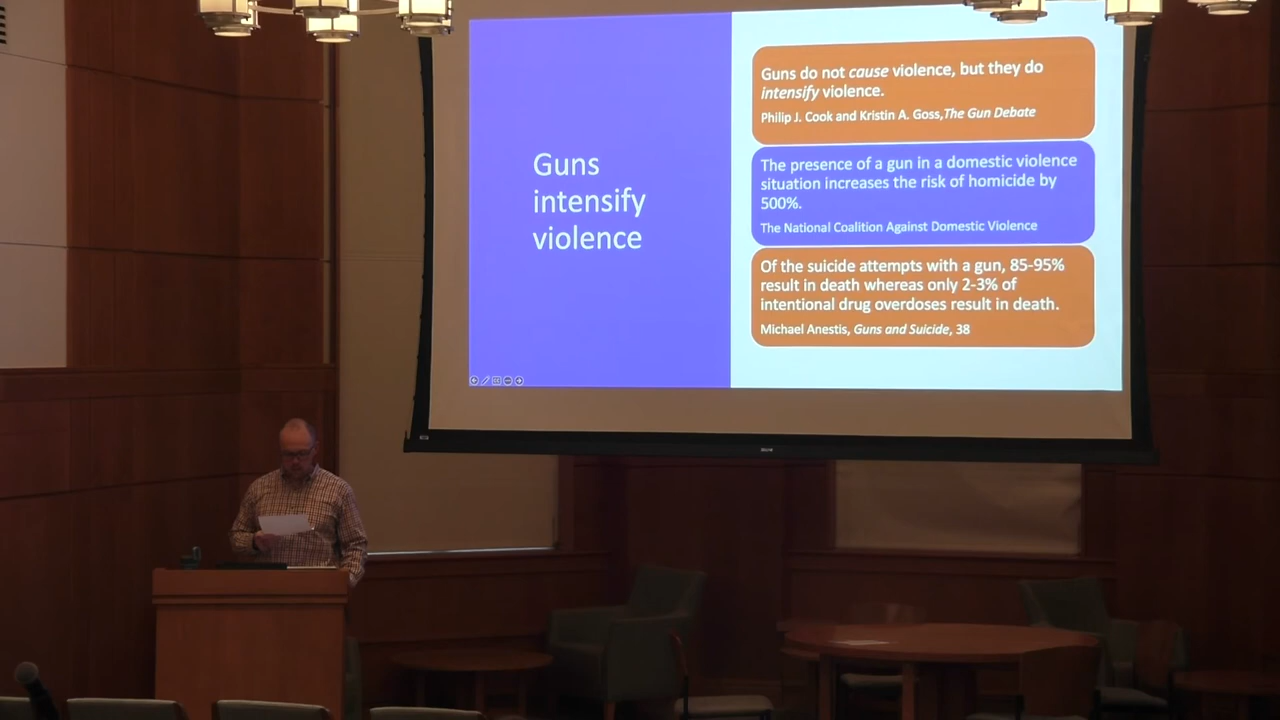 Guns
intensify
violence
Guns do not cause violence, but they do
intensify violence.
Philip J. Cook and Kristin A. Goss,The Gun Debate
The presence of a gun in a domestic violence
situation increases the risk of homicide by
500%.
The National Coalition Against Domestic Violence
Of the suicide attempts with a gun, 85-95%
result in death whereas only 2-3% of
intentional drug overdoses result in death.
Michael Anestis, Guns and Suicide, 38